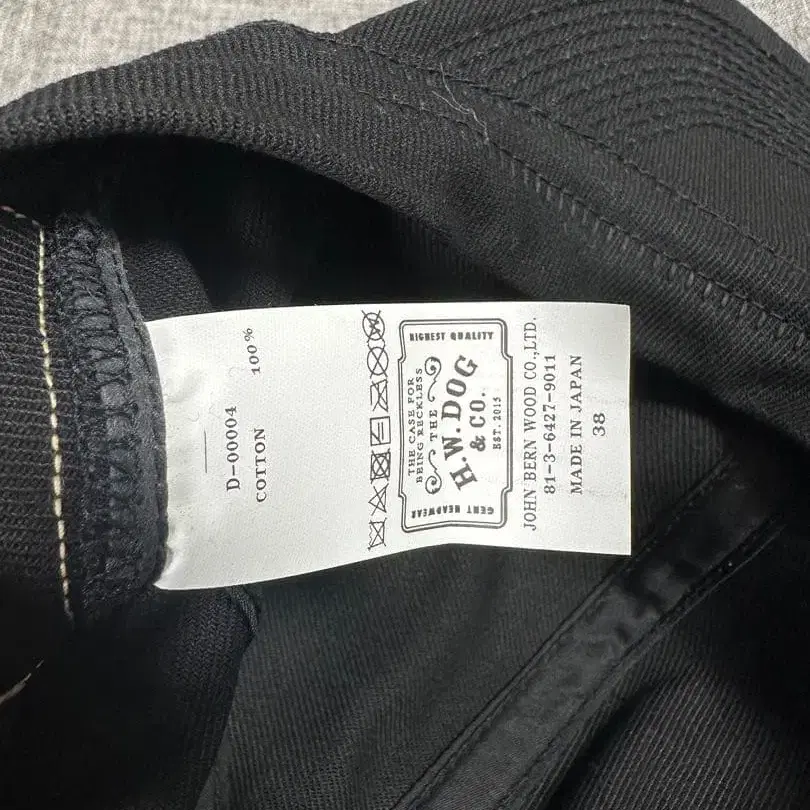 D-00004
COTTON 100%
HIGHEST QUALITY
THE CASE FOR
BEING RECKLESS
THE
H.W.DOG
& CO.
EST. 2015
GENT HEADWEAR
JOHN BERN WOOD CO.,LTD.
81-3-6427-9011
MADE IN JAPAN
38